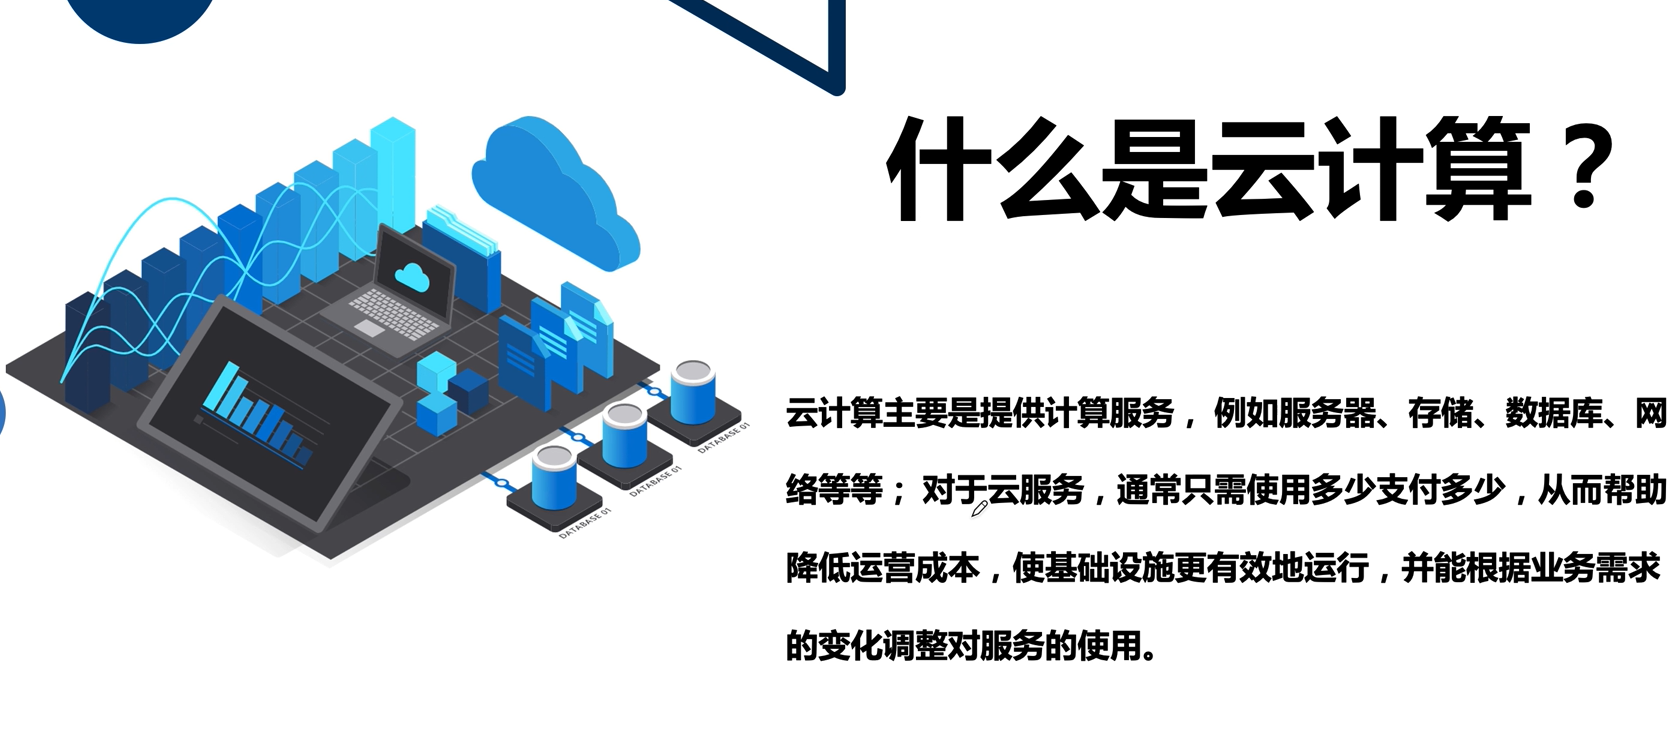 什么是云计算？
云计算主要是提供计算服务，例如服务器、存储、数据库、网
络等等；对于云服务，通常只需使用多少支付多少，从而帮助
降低运营成本，使基础设施更有效地运行，并能根据业务需求
的变化调整对服务的使用。
DATABASE 01
DATABASE 01
DATABASE 01